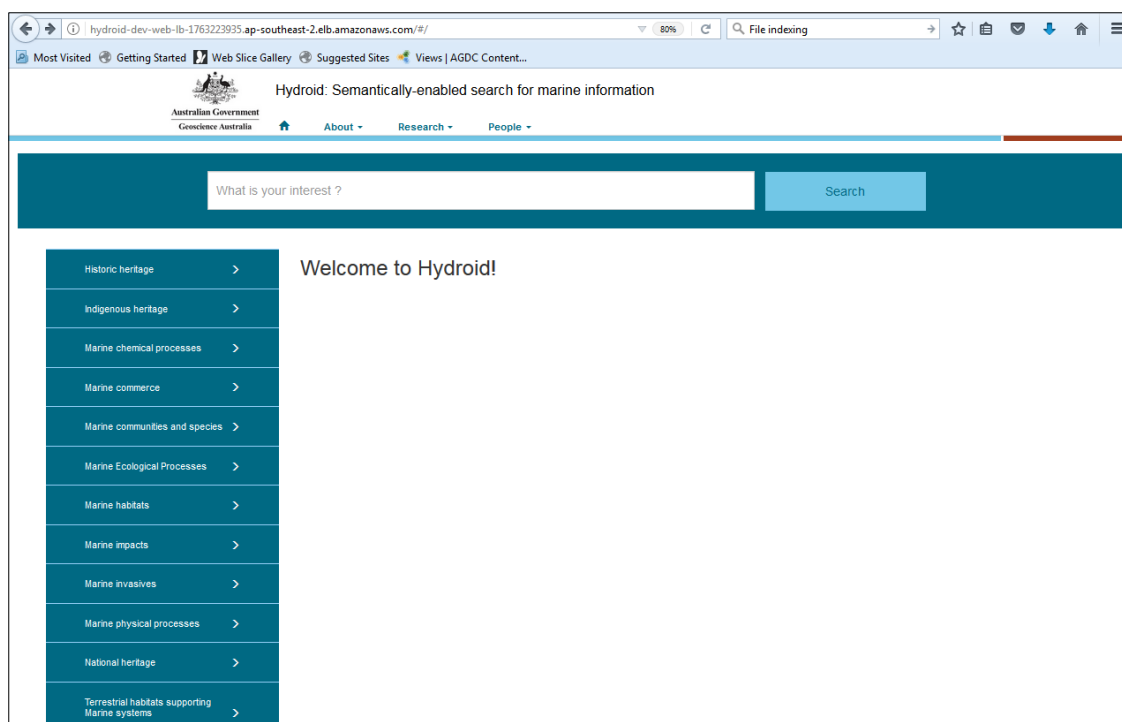 hydroid-dev-web-lb-1763223935.ap-southeast-2.elb.amazonaws.com/#/ 80% File indexing
Most Visited Getting Started Web Slice Gallery Suggested Sites Views | AGDC Content...
Hydroid: Semantically-enabled search for marine information
Australian Government
Geoscience Australia
About Research People
What is your interest ? Search
Welcome to Hydroid!
Historic heritage
Indigenous heritage
Marine chemical processes
Marine commerce
Marine communities and species
Marine Ecological Processes
Marine habitats
Marine impacts
Marine invasives
Marine physical processes
National heritage
Terrestrial habitats supporting
Marine systems